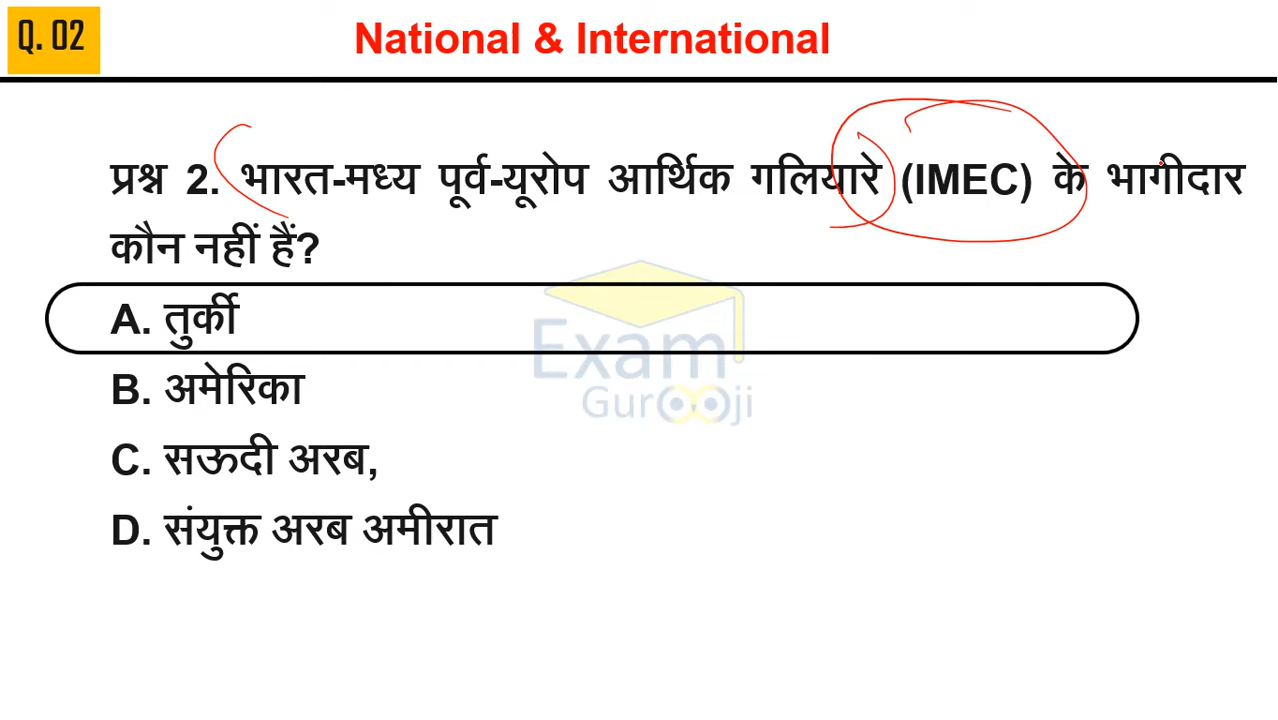 Q. 02
National & International
प्रश्न 2. भारत-मध्य पूर्व-यूरोप आर्थिक गलियारे (IMEC) के भागीदार
कौन नहीं हैं?
A. तुर्की
B. अमेरिका
C. सऊदी अरब,
D. संयुक्त अरब अमीरात
Exam
Gurooji